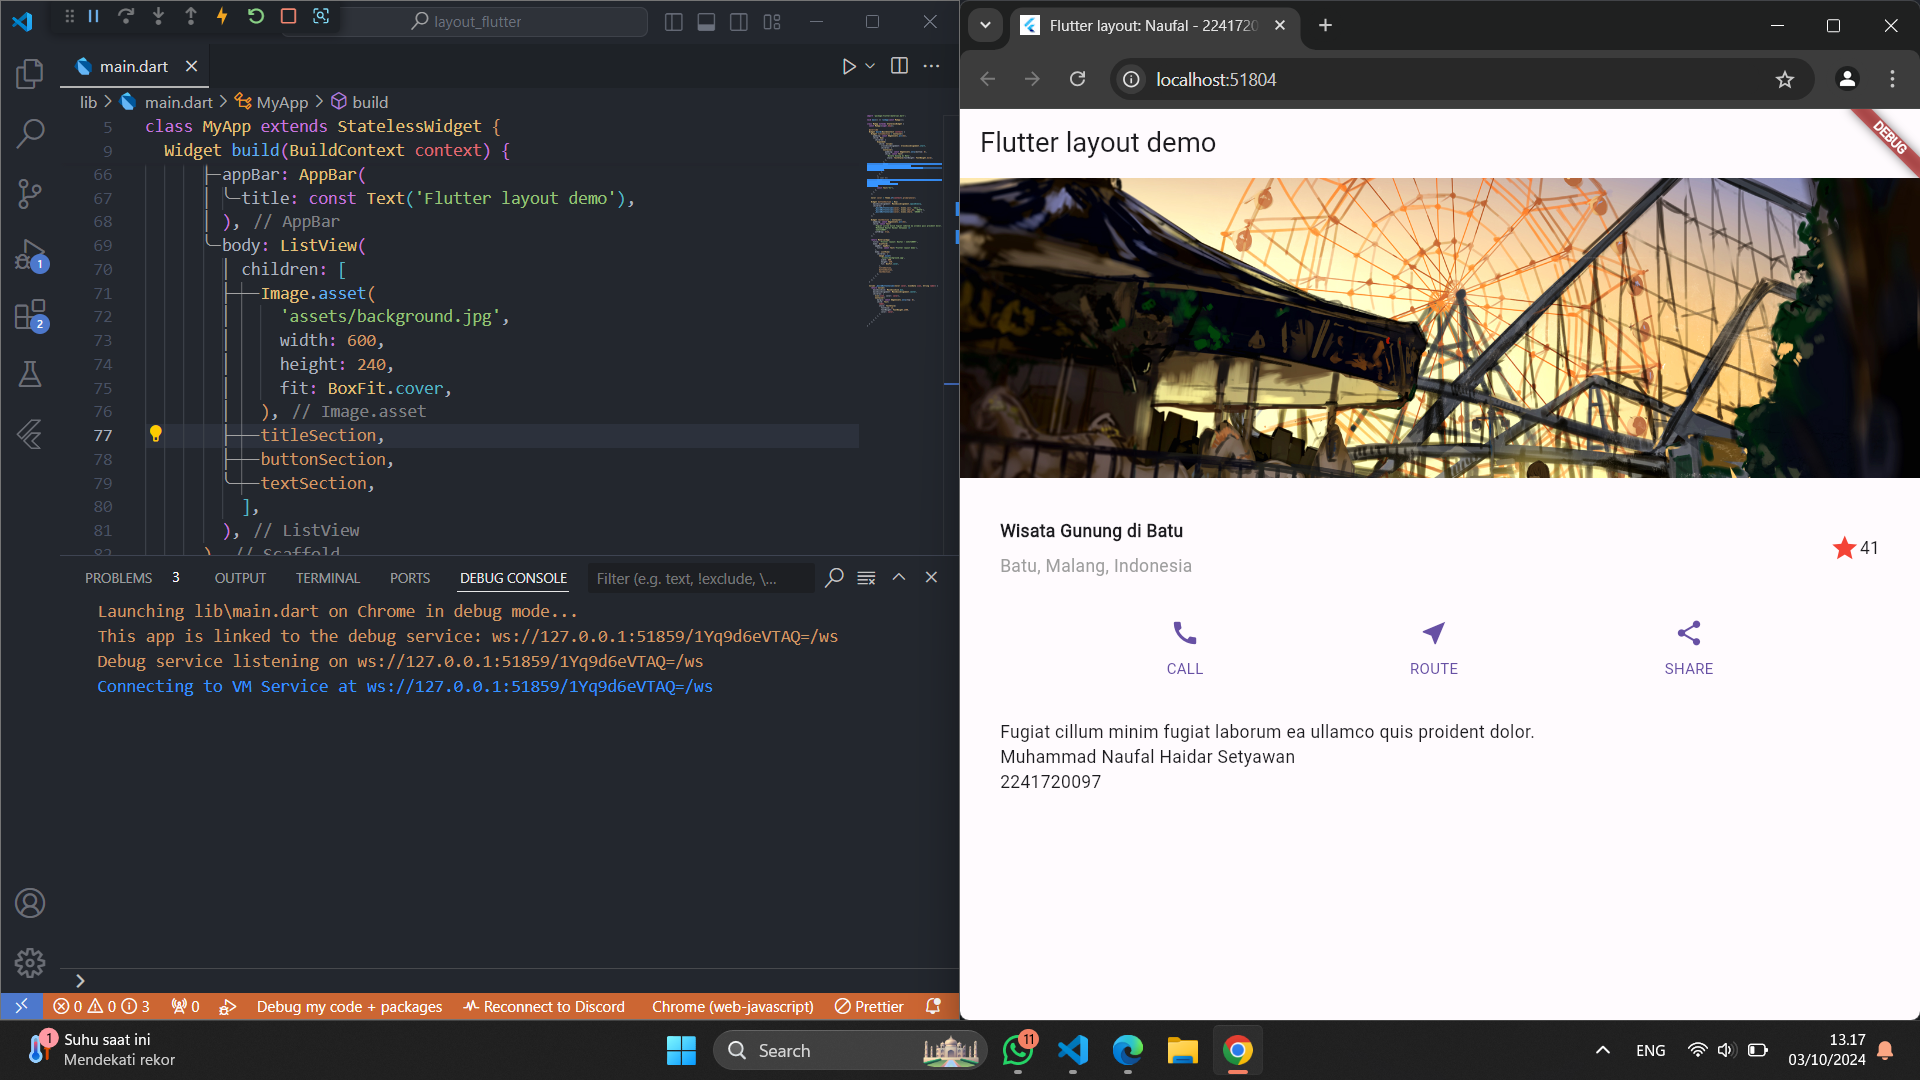 layout_flutter
main.dart
lib > main.dart > MyApp > build
5 class MyApp extends StatelessWidget {
9 Widget build(BuildContext context) {
66 appBar: AppBar(
67 title: const Text('Flutter layout demo'),
68 ), // AppBar
69 body: ListView(
70 children: [
71 Image.asset(
72 'assets/background.jpg',
73 width: 600,
74 height: 240,
75 fit: BoxFit.cover,
76 ), // Image.asset
77 titleSection,
78 buttonSection,
79 textSection,
80 ],
81 ), // ListView
82 ), // Scaffold
PROBLEMS 3 OUTPUT TERMINAL PORTS DEBUG CONSOLE Filter (e.g. text, !exclude, \...
Launching lib\main.dart on Chrome in debug mode...
This app is linked to the debug service: ws://127.0.0.1:51859/1Yq9d6eVTAQ=/ws
Debug service listening on ws://127.0.0.1:51859/1Yq9d6eVTAQ=/ws
Connecting to VM Service at ws://127.0.0.1:51859/1Yq9d6eVTAQ=/ws
1
2
0 0 3 0 Debug my code + packages Reconnect to Discord Chrome (web-javascript) Prettier
Flutter layout: Naufal - 2241720
localhost:51804
Flutter layout demo
DEBUG
Wisata Gunung di Batu
Batu, Malang, Indonesia
41
CALL ROUTE SHARE
Fugiat cillum minim fugiat laborum ea ullamco quis proident dolor.
Muhammad Naufal Haidar Setyawan
2241720097
1
Suhu saat ini
Mendekati rekor
Search
11
ENG
13.17
03/10/2024